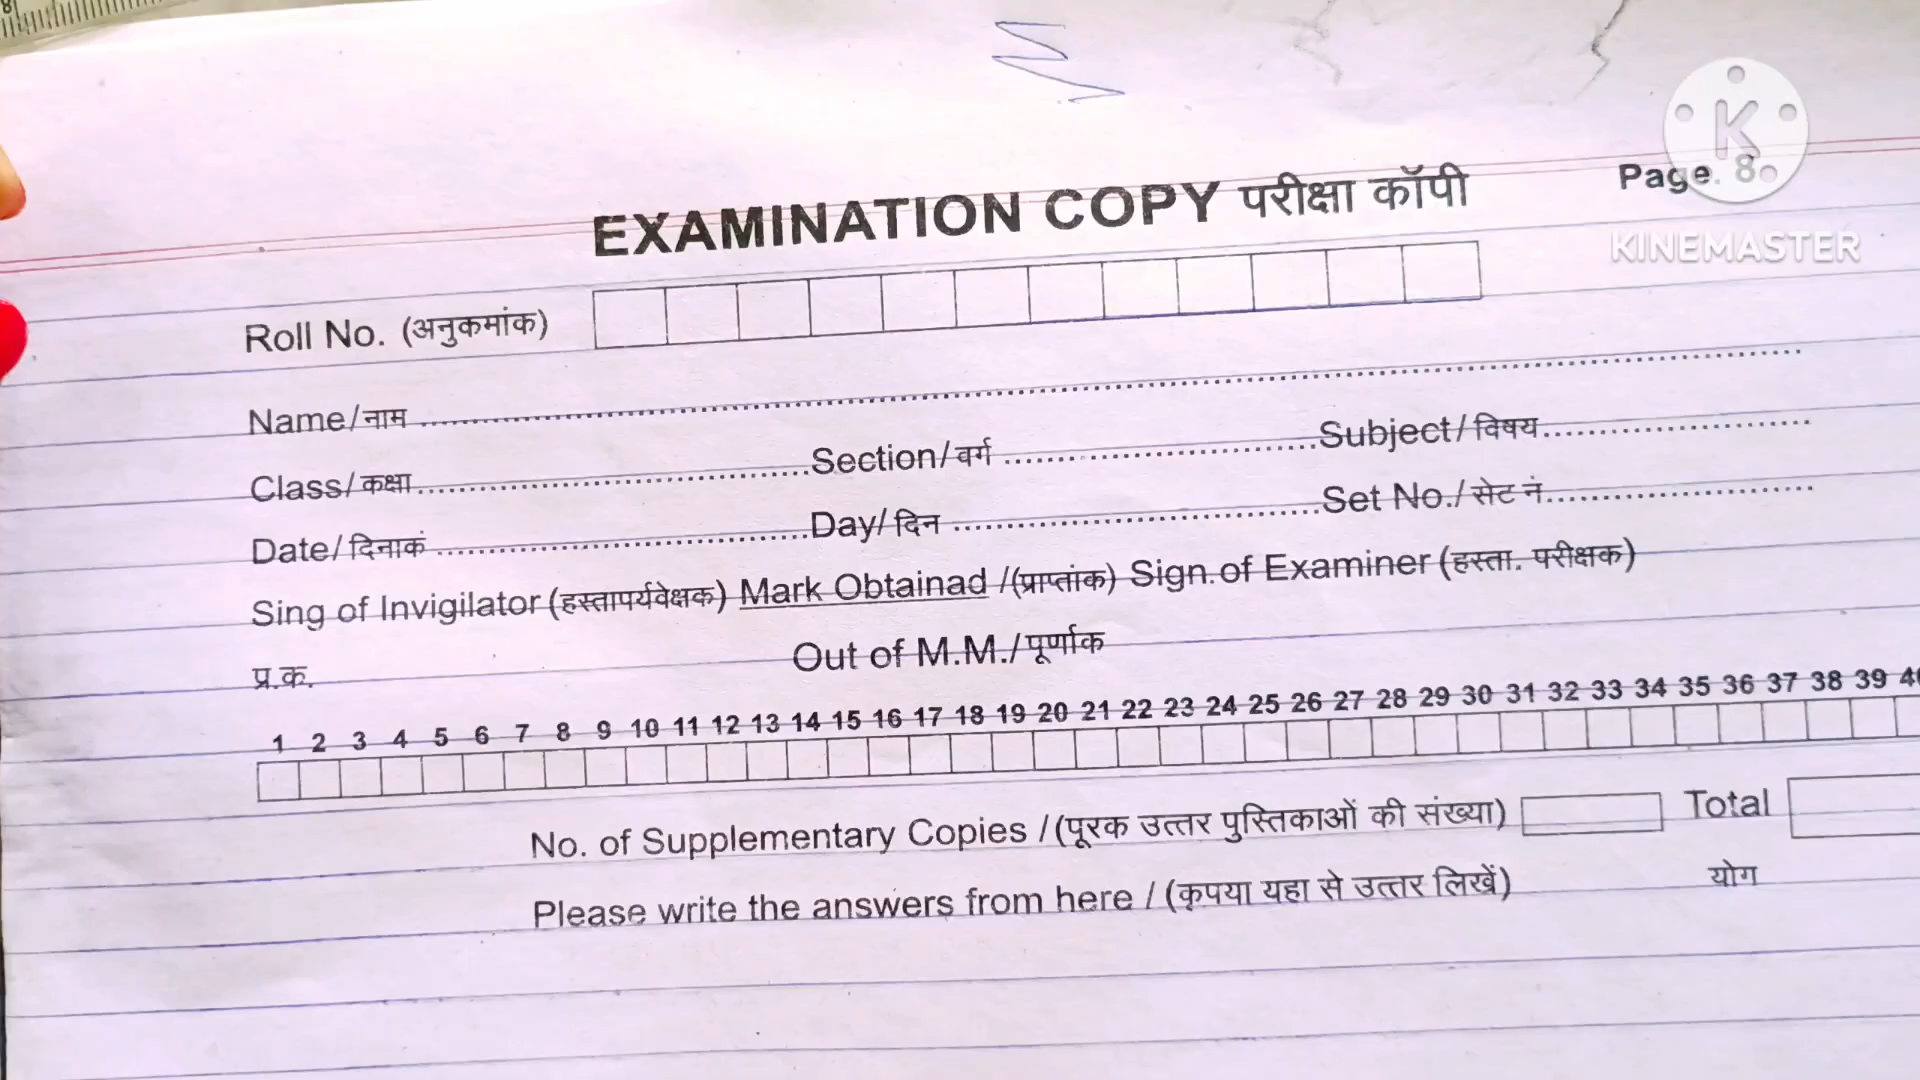 EXAMINATION COPY परीक्षा कॉपी
Page. 8
K
KINEMASTER
Roll No. (अनुकमांक)
Name/नाम
Class/कक्षा Section/वर्ग Subject/विषय
Date/दिनाकं Day/दिन Set No./सेट नं.
Sing of Invigilator (हस्तापर्यवेक्षक) Mark Obtainad /(प्राप्तांक) Sign.of Examiner (हस्ता. परीक्षक)
Out of M.M./पूर्णाक
प्र.क.
1 2 3 4 5 6 7 8 9 10 11 12 13 14 15 16 17 18 19 20 21 22 23 24 25 26 27 28 29 30 31 32 33 34 35 36 37 38 39 40
No. of Supplementary Copies / (पूरक उत्तर पुस्तिकाओं की संख्या) Total
Please write the answers from here / (कृपया यहा से उत्तर लिखें) योग